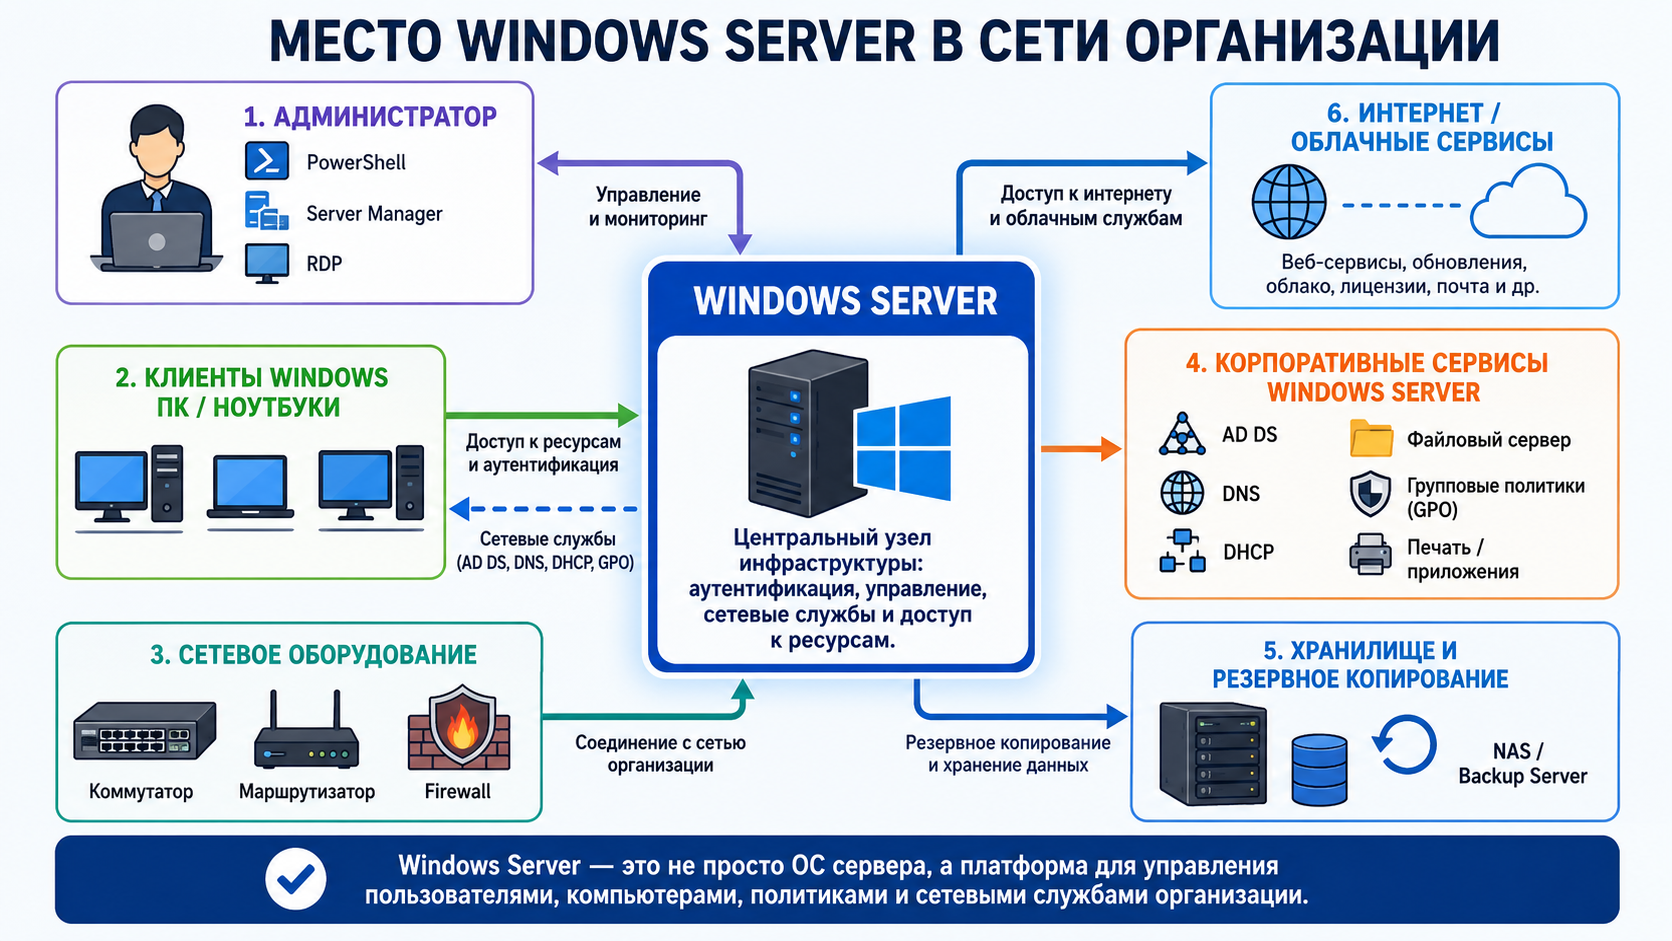 МЕСТО WINDOWS SERVER В СЕТИ ОРГАНИЗАЦИИ
1. АДМИНИСТРАТОР
PowerShell
Server Manager
RDP
Управление
и мониторинг
Доступ к интернету
и облачным службам
6. ИНТЕРНЕТ /
ОБЛАЧНЫЕ СЕРВИСЫ
Веб-сервисы, обновления,
облако, лицензии, почта и др.
2. КЛИЕНТЫ WINDOWS
ПК / НОУТБУКИ
Доступ к ресурсам
и аутентификация
Сетевые службы
(AD DS, DNS, DHCP, GPO)
WINDOWS SERVER
Центральный узел
инфраструктуры:
аутентификация, управление,
сетевые службы и доступ
к ресурсам.
4. КОРПОРАТИВНЫЕ СЕРВИСЫ
WINDOWS SERVER
AD DS
Файловый сервер
DNS
Групповые политики
(GPO)
DHCP
Печать /
приложения
3. СЕТЕВОЕ ОБОРУДОВАНИЕ
Коммутатор
Маршрутизатор
Firewall
Соединение с сетью
организации
Резервное копирование
и хранение данных
5. ХРАНИЛИЩЕ И
РЕЗЕРВНОЕ КОПИРОВАНИЕ
NAS /
Backup Server
Windows Server — это не просто ОС сервера, а платформа для управления
пользователями, компьютерами, политиками и сетевыми службами организации.